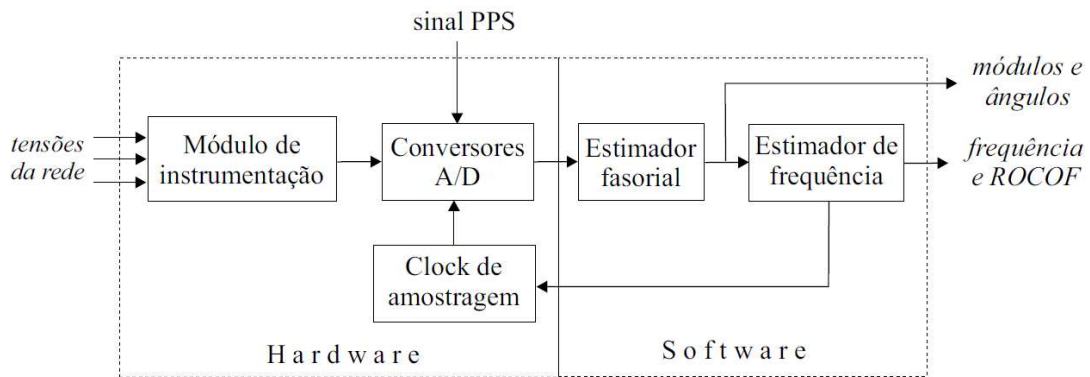 sinal PPS
módulos e
ângulos
tensões
da rede
Módulo de
instrumentação
Conversores
A/D
Estimador
fasorial
Estimador de
frequência
frequência
e ROCOF
Clock de
amostragem
Hardware
Software